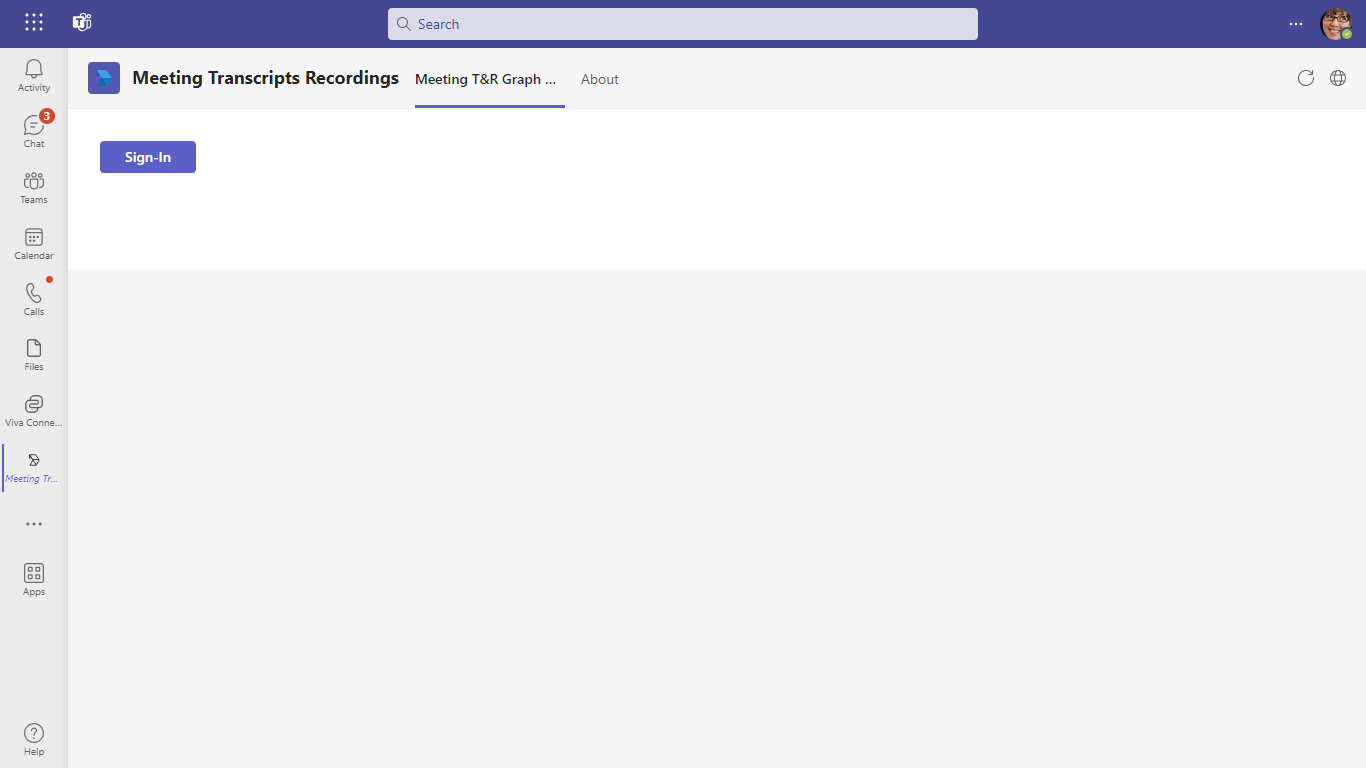 Search
Meeting Transcripts Recordings
Meeting T&R Graph ...
About
Activity
3
Chat
Teams
Calendar
Calls
Files
Viva Conne...
Meeting Tr...
Apps
Help
Sign-In